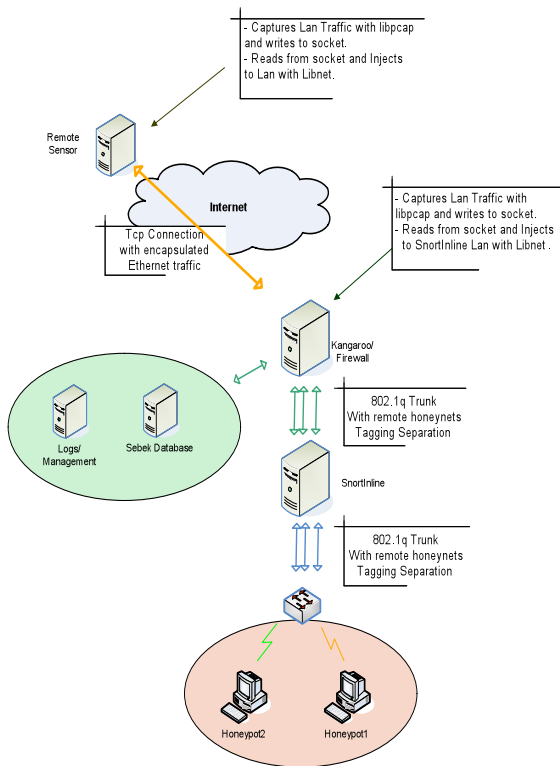 - Captures Lan Traffic with libpcap
and writes to socket.
- Reads from socket and Injects
to Lan with Libnet.
Remote
Sensor
Internet
- Captures Lan Traffic with
libpcap and writes to socket.
- Reads from socket and Injects
to SnortInline Lan with Libnet .
Tcp Connection
with encapsulated
Ethernet traffic
Kangaroo/
Firewall
Logs/
Management
Sebek Database
802.1q Trunk
With remote honeynets
Tagging Separation
SnortInline
802.1q Trunk
With remote honeynets
Tagging Separation
Honeypot2
Honeypot1